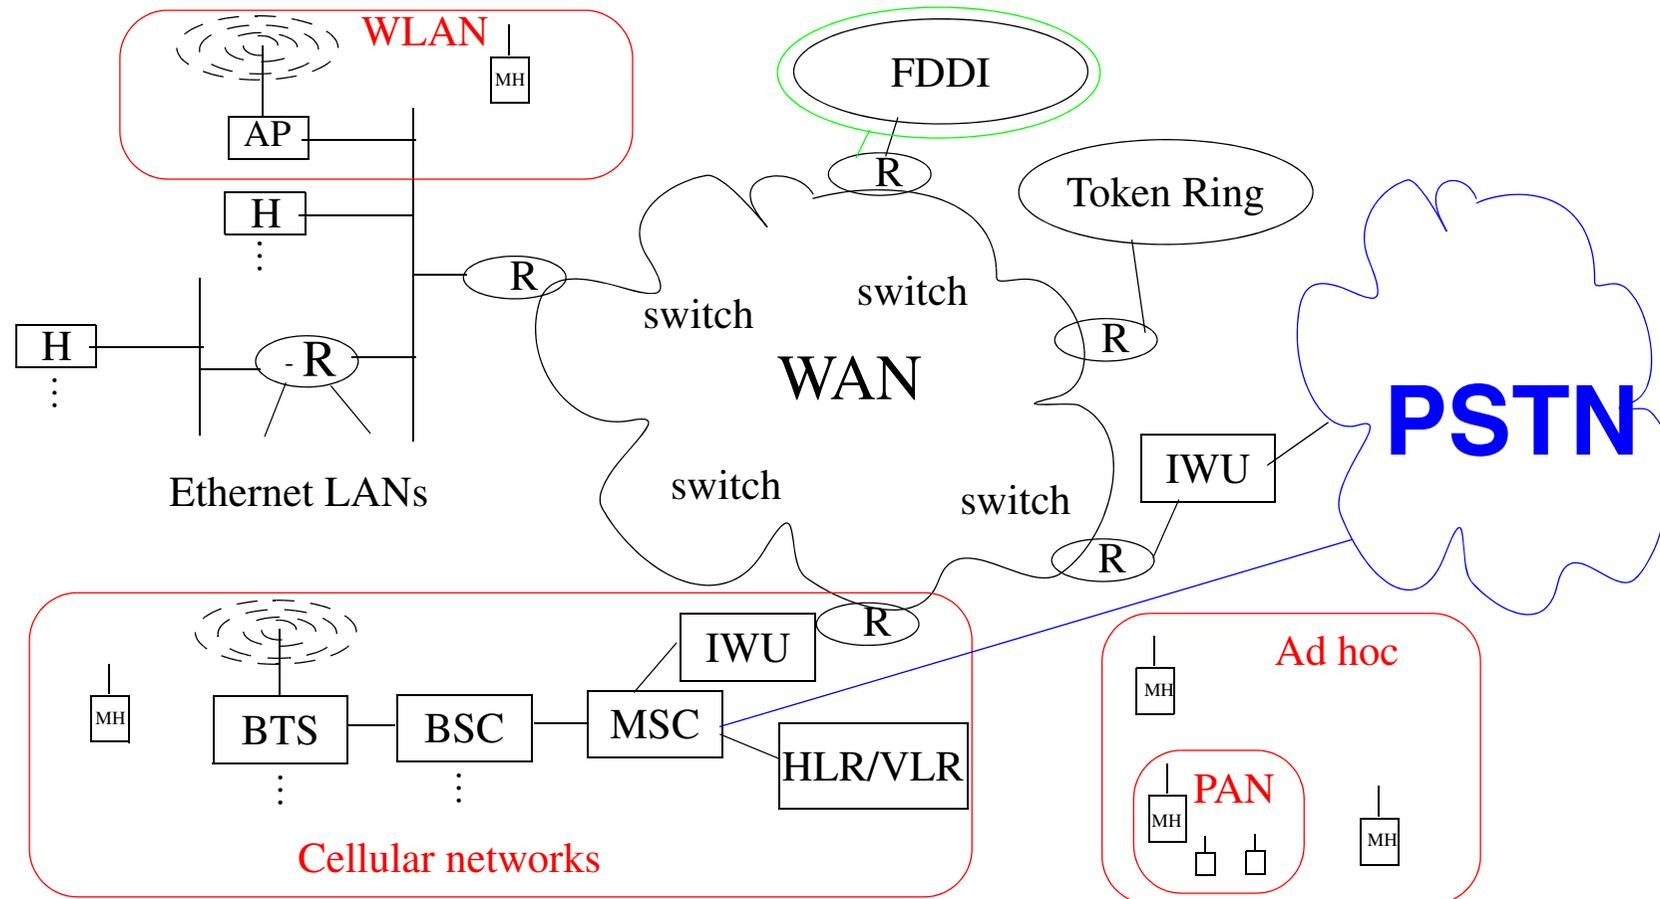 WLAN
MH
AP
H
FDDI
R
Token Ring
R
switch
switch
R
H
- R
WAN
PSTN
Ethernet LANs
switch
switch
IWU
R
R
IWU
MH
BTS
BSC
MSC
HLR/VLR
Cellular networks
Ad hoc
MH
PAN
MH
MH